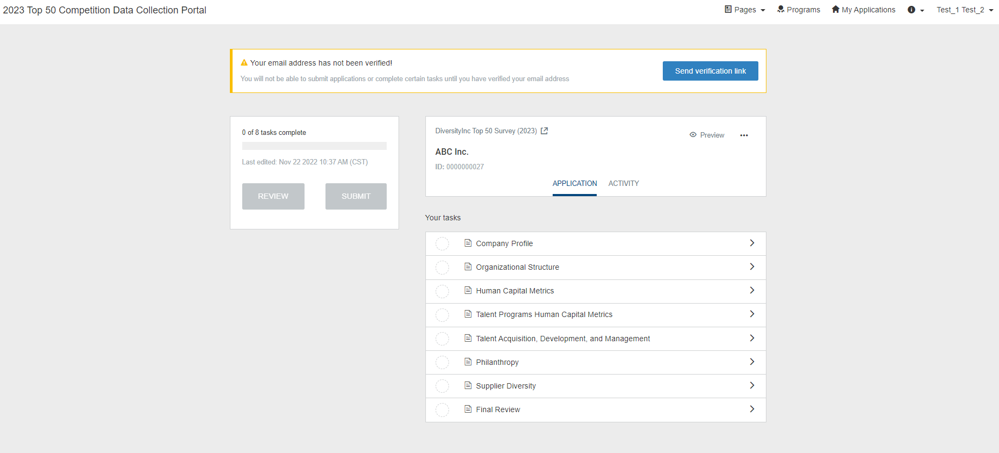 2023 Top 50 Competition Data Collection Portal
Pages
Programs
My Applications
Test_1 Test_2
Your email address has not been verified!
You will not be able to submit applications or complete certain tasks until you have verified your email address
Send verification link
0 of 8 tasks complete
Last edited: Nov 22 2022 10:37 AM (CST)
REVIEW
SUBMIT
DiversityInc Top 50 Survey (2023)
Preview
ABC Inc.
ID: 0000000027
APPLICATION
ACTIVITY
Your tasks
Company Profile
Organizational Structure
Human Capital Metrics
Talent Programs Human Capital Metrics
Talent Acquisition, Development, and Management
Philanthropy
Supplier Diversity
Final Review